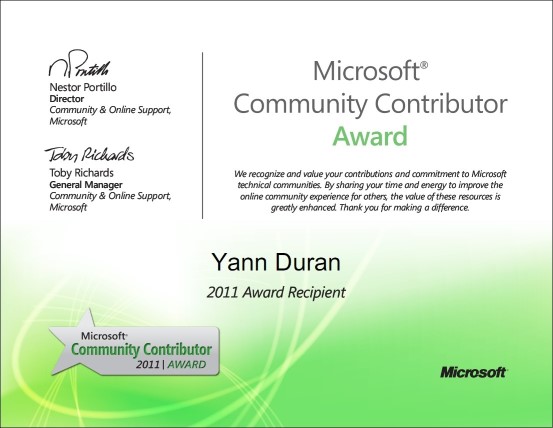 Nestor Portillo
Director
Community & Online Support,
Microsoft
Toby Richards
Toby Richards
General Manager
Community & Online Support,
Microsoft
Microsoft®
Community Contributor
Award
We recognize and value your contributions and commitment to Microsoft
technical communities. By sharing your time and energy to improve the
online community experience for others, the value of these resources is
greatly enhanced. Thank you for making a difference.
Yann Duran
2011 Award Recipient
Microsoft®
Community Contributor
2011 | AWARD
Microsoft